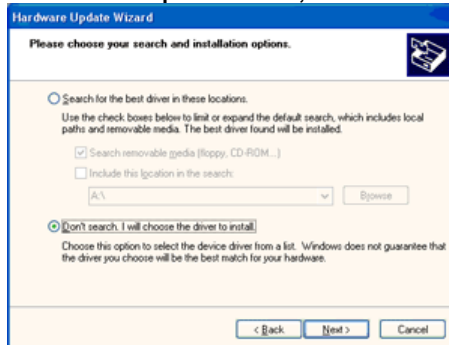 Hardware Update Wizard
Please choose your search and installation options.
Search for the best driver in these locations.
Use the check boxes below to limit or expand the default search, which includes local
paths and removable media. The best driver found will be installed.
Search removable media (floppy, CD-ROM...)
Include this location in the search:
A:\
Browse
Don't search. I will choose the driver to install.
Choose this option to select the device driver from a list. Windows does not guarantee that
the driver you choose will be the best match for your hardware.
< Back Next > Cancel